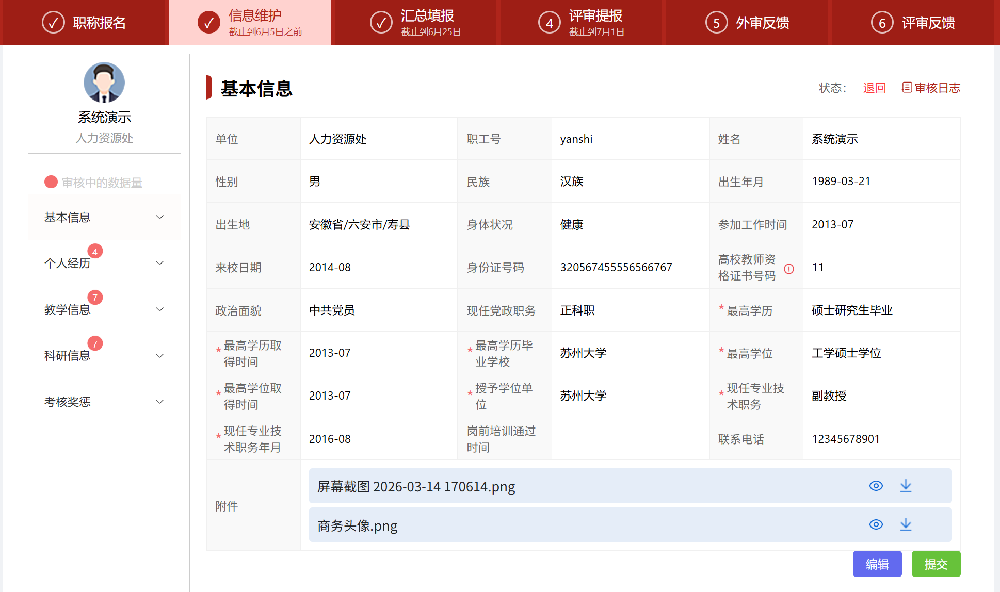 职称报名
信息维护
截止到6月5日之前
汇总填报
截止到6月25日
4
评审提报
截止到7月1日
5
外审反馈
6
评审反馈
系统演示
人力资源处
审核中的数据量
基本信息
个人经历
4
教学信息
7
科研信息
7
考核奖惩
基本信息
状态：
退回
审核日志
单位
人力资源处
职工号
yanshi
姓名
系统演示
性别
男
民族
汉族
出生年月
1989-03-21
出生地
安徽省/六安市/寿县
身体状况
健康
参加工作时间
2013-07
来校日期
2014-08
身份证号码
320567455556566767
高校教师资
格证书号码
11
政治面貌
中共党员
现任党政职务
正科职
* 最高学历
硕士研究生毕业
* 最高学历取
得时间
2013-07
* 最高学历毕
业学校
苏州大学
* 最高学位
工学硕士学位
* 最高学位取
得时间
2013-07
* 授予学位单
位
苏州大学
* 现任专业技
术职务
副教授
* 现任专业技
术职务年月
2016-08
岗前培训通过
时间
联系电话
12345678901
附件
屏幕截图 2026-03-14 170614.png
商务头像.png
编辑
提交